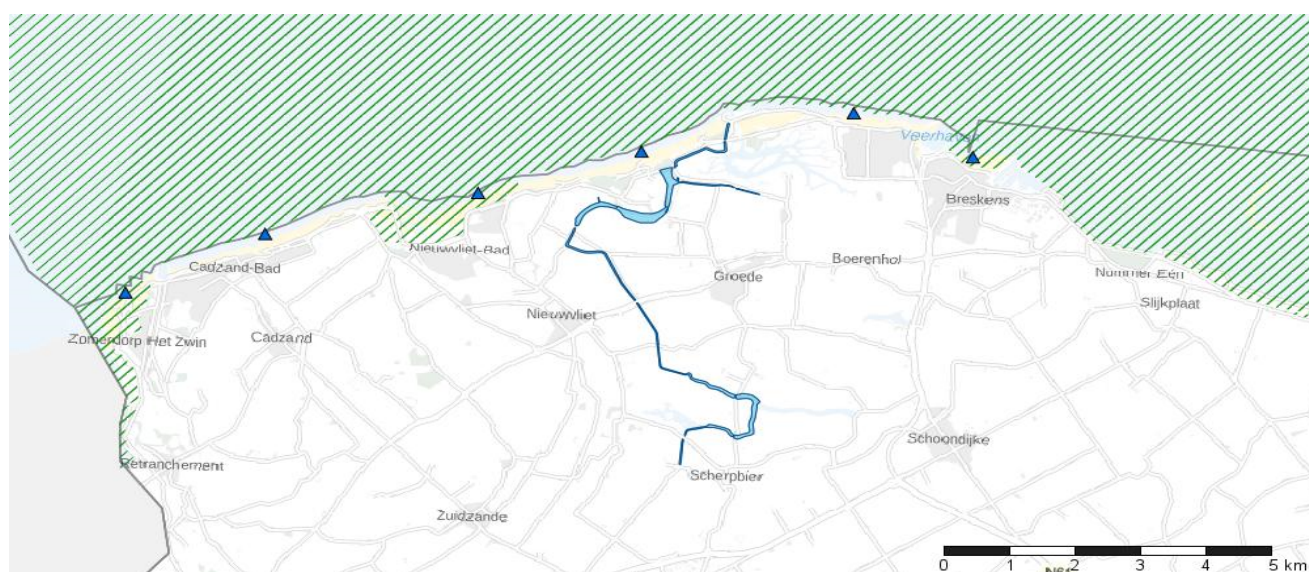 Veerhaven
Breskens
Nieuwvliet-Bad
Cadzand-Bad
Boerenhol
Groede
Nummer Eén
Slijkplaat
Nieuwvliet
Zomerdorp Het Zwin
Cadzand
Schoondijke
Retranchement
Scherpbier
Zuidzande
0 1 2 3 4 5 km